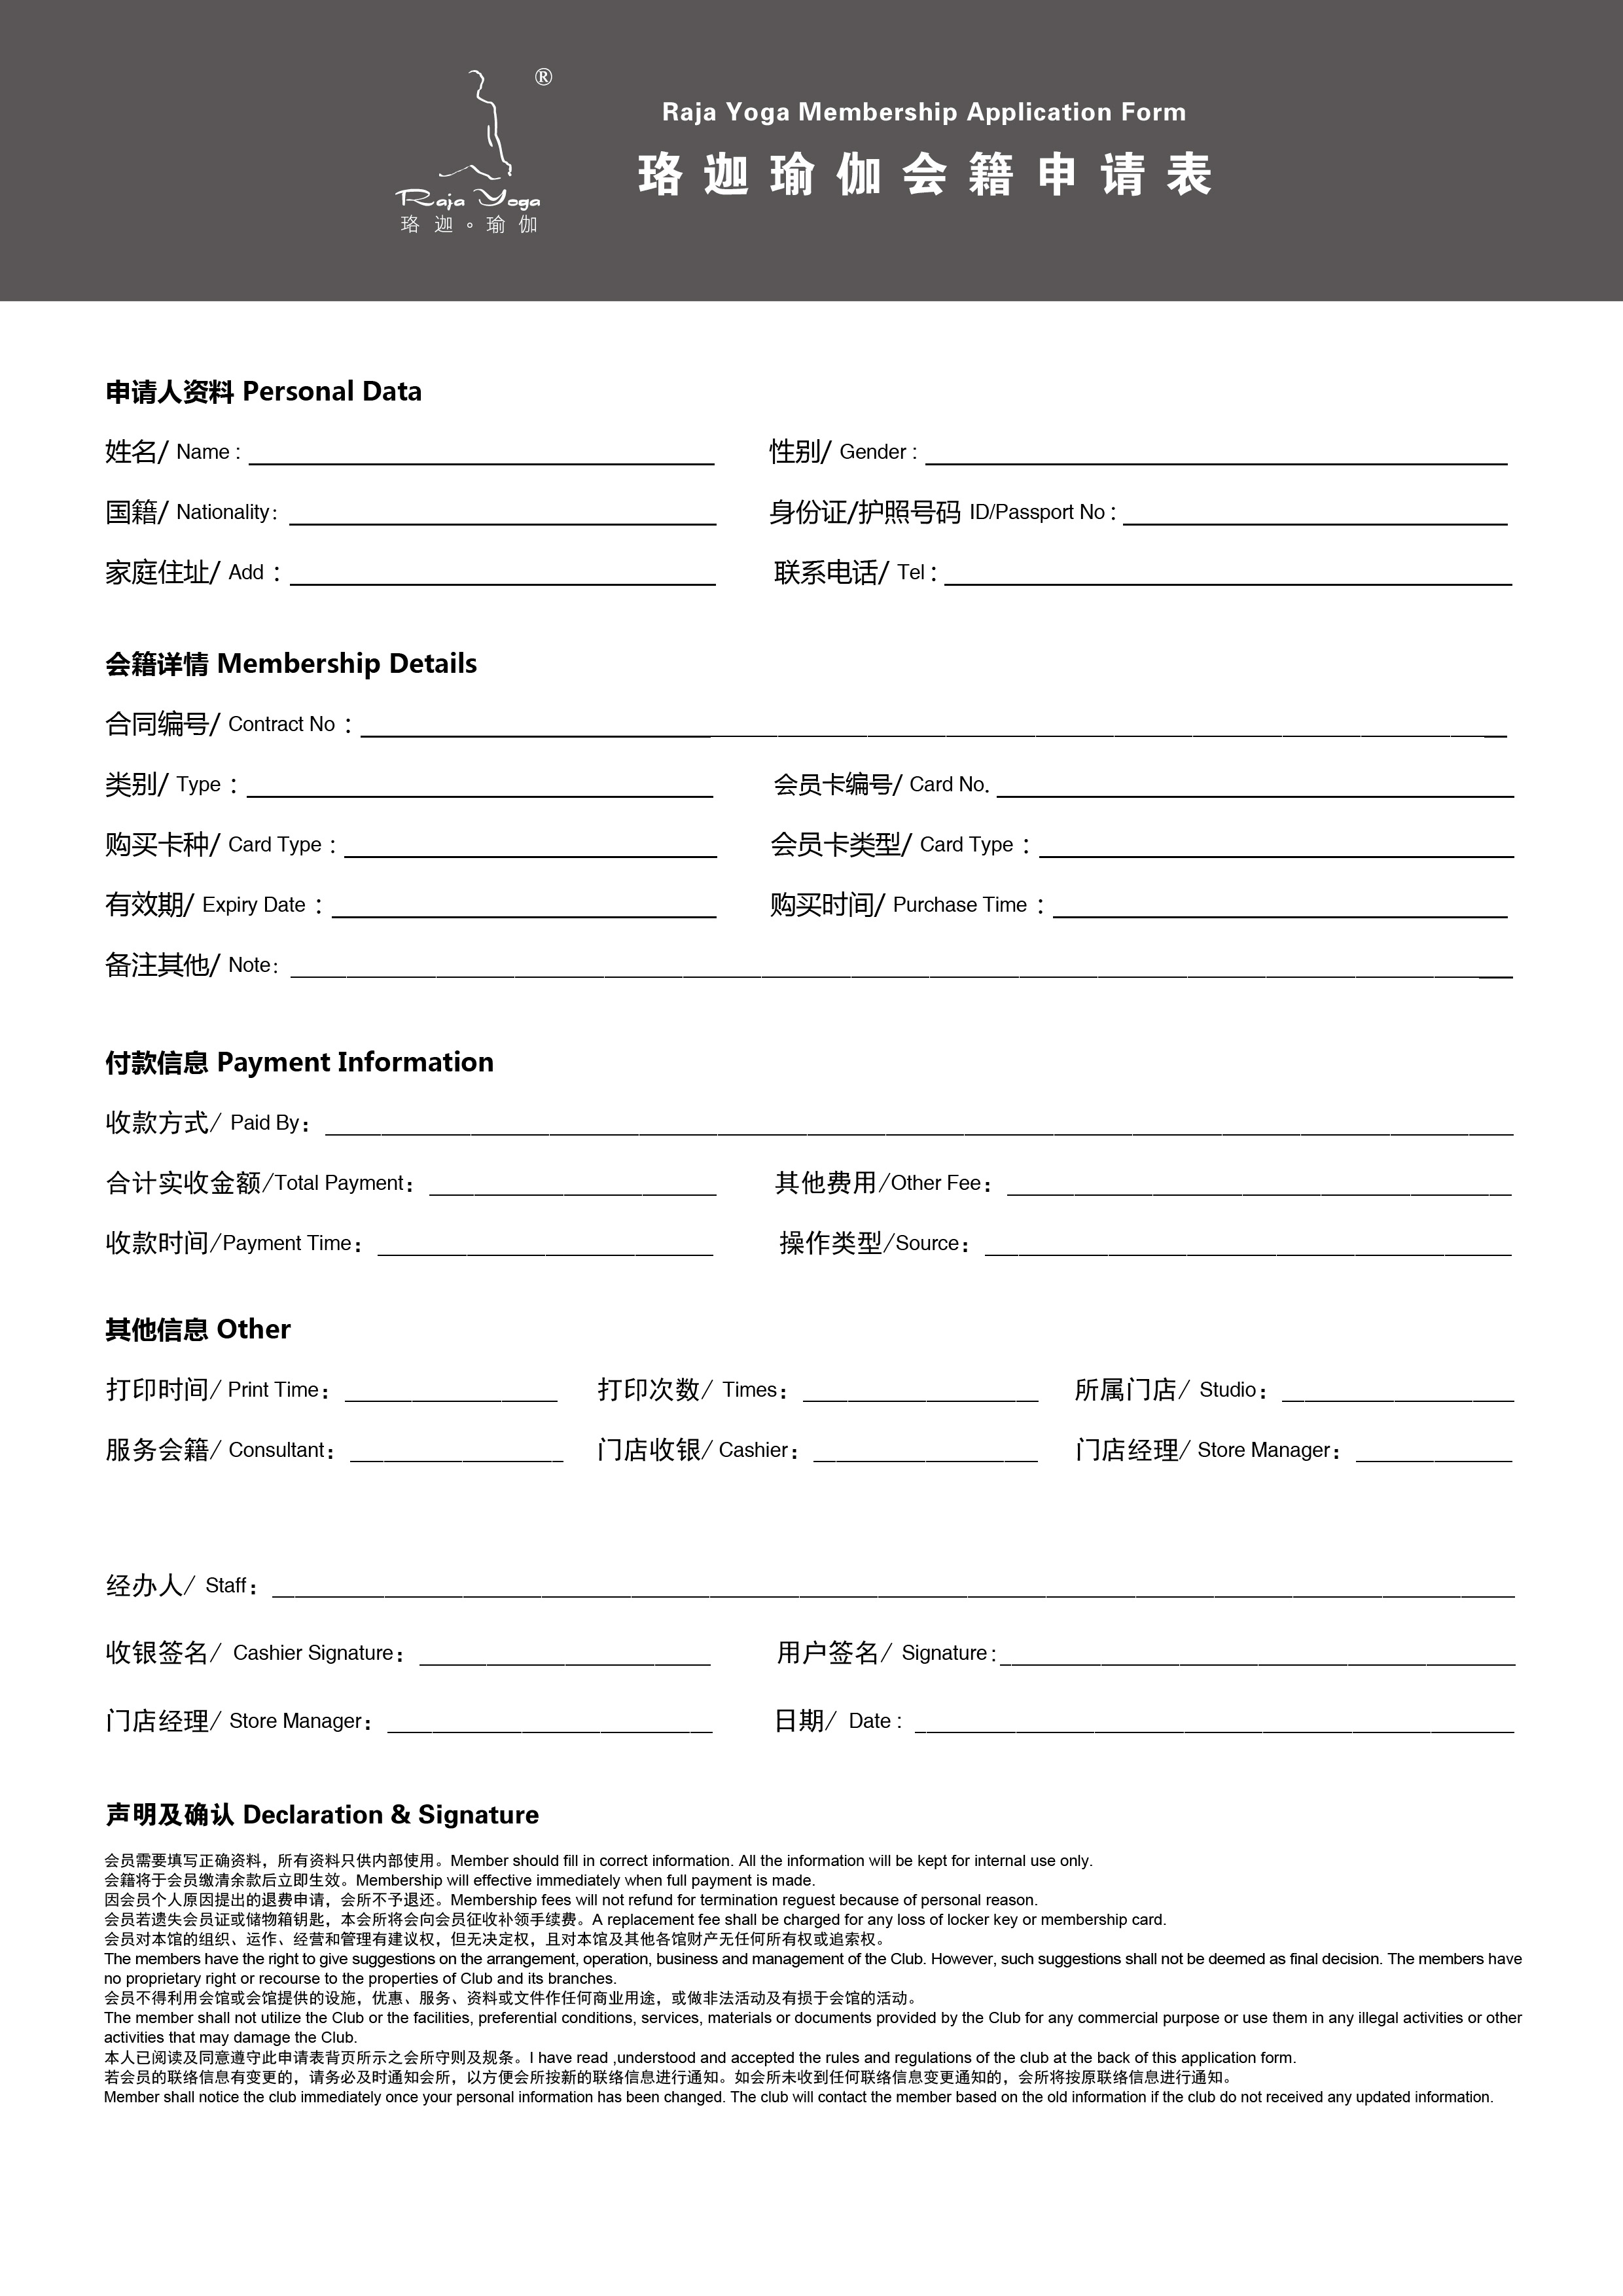 ®
Raja Yoga
珞迦。瑜伽
Raja Yoga Membership Application Form
珞迦瑜伽会籍申请表
申请人资料 Personal Data
姓名/ Name : 性别/ Gender :
国籍/ Nationality: 身份证/护照号码 ID/Passport No :
家庭住址/ Add : 联系电话/ Tel :
会籍详情 Membership Details
合同编号/ Contract No :
类别/ Type : 会员卡编号/ Card No.
购买卡种/ Card Type : 会员卡类型/ Card Type :
有效期/ Expiry Date : 购买时间/ Purchase Time :
备注其他/ Note:
付款信息 Payment Information
收款方式/ Paid By:
合计实收金额/Total Payment: 其他费用/Other Fee:
收款时间/Payment Time: 操作类型/Source:
其他信息 Other
打印时间/ Print Time: 打印次数/ Times: 所属门店/ Studio:
服务会籍/ Consultant: 门店收银/ Cashier: 门店经理/ Store Manager:
经办人/ Staff:
收银签名/ Cashier Signature: 用户签名/ Signature:
门店经理/ Store Manager: 日期/ Date :
声明及确认 Declaration & Signature
会员需要填写正确资料，所有资料只供内部使用。Member should fill in correct information. All the information will be kept for internal use only.
会籍将于会员缴清余款后立即生效。Membership will effective immediately when full payment is made.
因会员个人原因提出的退费申请，会所不予退还。Membership fees will not refund for termination reguest because of personal reason.
会员若遗失会员证或储物箱钥匙，本会所将会向会员征收补领手续费。A replacement fee shall be charged for any loss of locker key or membership card.
会员对本馆的组织、运作、经营和管理有建议权，但无决定权，且对本馆及其他各馆财产无任何所有权或追索权。
The members have the right to give suggestions on the arrangement, operation, business and management of the Club. However, such suggestions shall not be deemed as final decision. The members have
no proprietary right or recourse to the properties of Club and its branches.
会员不得利用会馆或会馆提供的设施，优惠、服务、资料或文件作任何商业用途，或做非法活动及有损于会馆的活动。
The member shall not utilize the Club or the facilities, preferential conditions, services, materials or documents provided by the Club for any commercial purpose or use them in any illegal activities or other
activities that may damage the Club.
本人已阅读及同意遵守此申请表背页所示之会所守则及规条。I have read ,understood and accepted the rules and regulations of the club at the back of this application form.
若会员的联络信息有变更的，请务必及时通知会所，以方便会所按新的联络信息进行通知。如会所未收到任何联络信息变更通知的，会所将按原联络信息进行通知。
Member shall notice the club immediately once your personal information has been changed. The club will contact the member based on the old information if the club do not received any updated information.